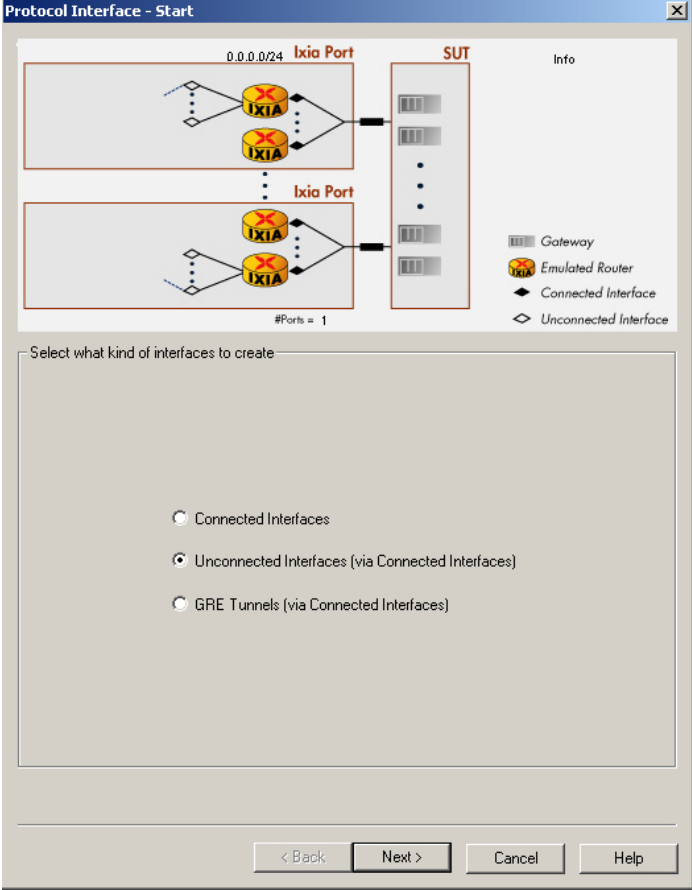 Protocol Interface - Start
0.0.0.0/24 Ixia Port SUT Info
IXIA
IXIA
Ixia Port
IXIA
IXIA
Gateway
IXIA Emulated Router
Connected Interface
#Ports = 1 Unconnected Interface
Select what kind of interfaces to create
Connected Interfaces
Unconnected Interfaces (via Connected Interfaces)
GRE Tunnels (via Connected Interfaces)
< Back Next > Cancel Help